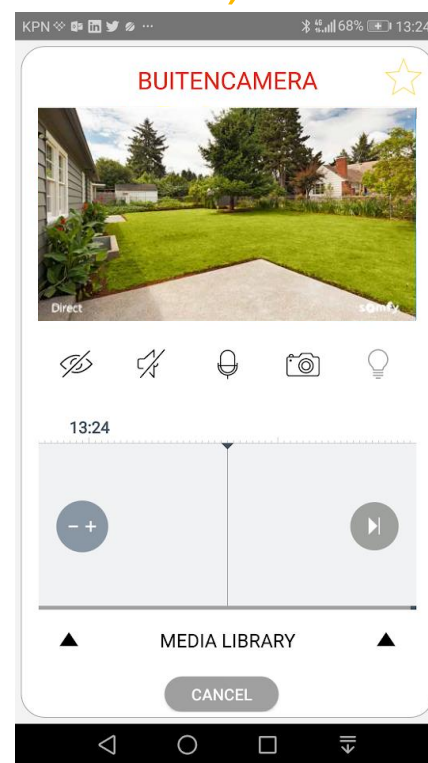 KPN 68% 13:24
BUITENCAMERA
Direct
somfy
13:24
MEDIA LIBRARY
CANCEL